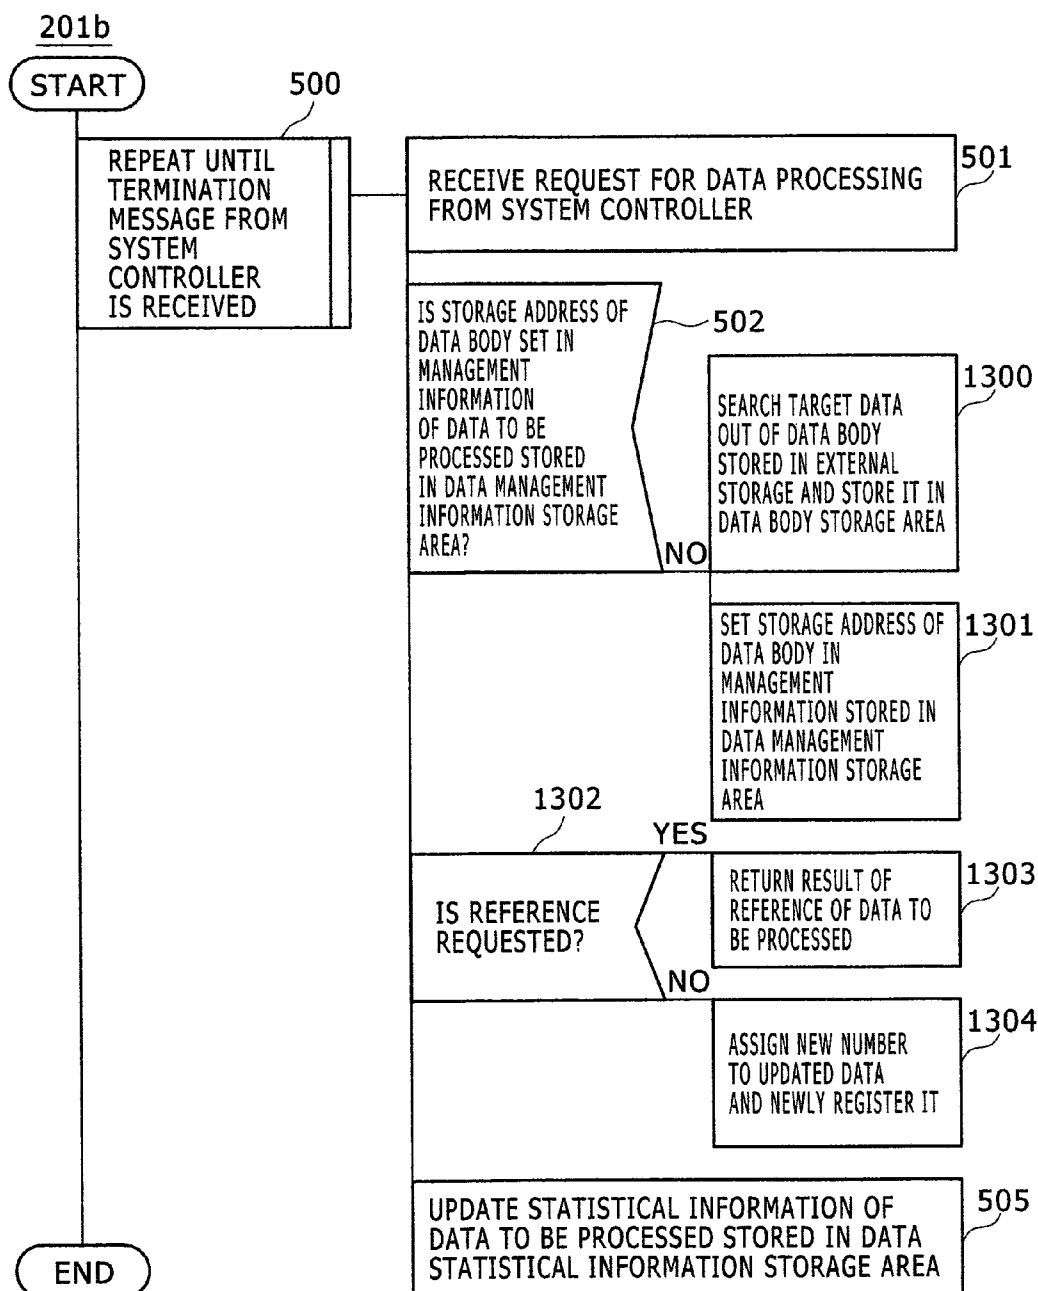 201b
START
500
REPEAT UNTIL
TERMINATION
MESSAGE FROM
SYSTEM
CONTROLLER
IS RECEIVED
501
RECEIVE REQUEST FOR DATA PROCESSING
FROM SYSTEM CONTROLLER
502
IS STORAGE ADDRESS OF
DATA BODY SET IN
MANAGEMENT
INFORMATION
OF DATA TO BE
PROCESSED STORED
IN DATA MANAGEMENT
INFORMATION STORAGE
AREA?
NO
1300
SEARCH TARGET DATA
OUT OF DATA BODY
STORED IN EXTERNAL
STORAGE AND STORE IT IN
DATA BODY STORAGE AREA
1301
SET STORAGE ADDRESS OF
DATA BODY IN
MANAGEMENT
INFORMATION STORED IN
DATA MANAGEMENT
INFORMATION STORAGE
AREA
1302
YES
IS REFERENCE
REQUESTED?
NO
1303
RETURN RESULT OF
REFERENCE OF DATA TO
BE PROCESSED
1304
ASSIGN NEW NUMBER
TO UPDATED DATA
AND NEWLY REGISTER IT
505
UPDATE STATISTICAL INFORMATION OF
DATA TO BE PROCESSED STORED IN DATA
STATISTICAL INFORMATION STORAGE AREA
END